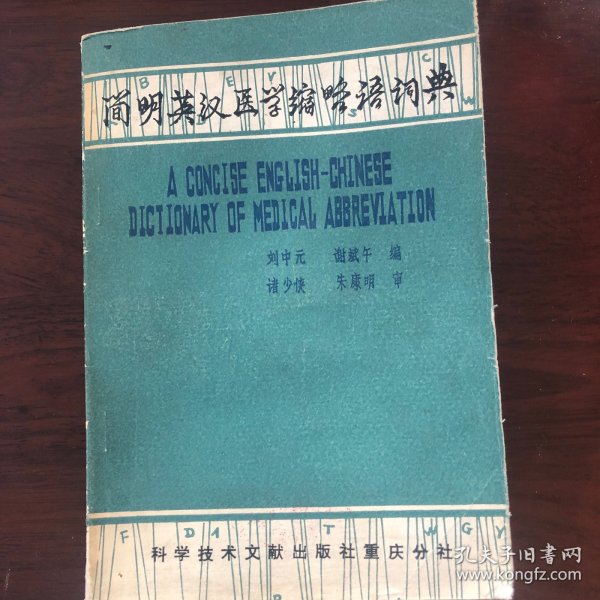 简明英汉医学缩略语词典
A CONCISE ENGLISH-CHINESE
DICTIONARY OF MEDICAL ABBREVIATION
刘中元 谢斌午 编
诸少侠 朱康明 审
F D A T W G Y
科学技术文献出版社重庆分社
孔夫子旧书网
www.kongfz.com